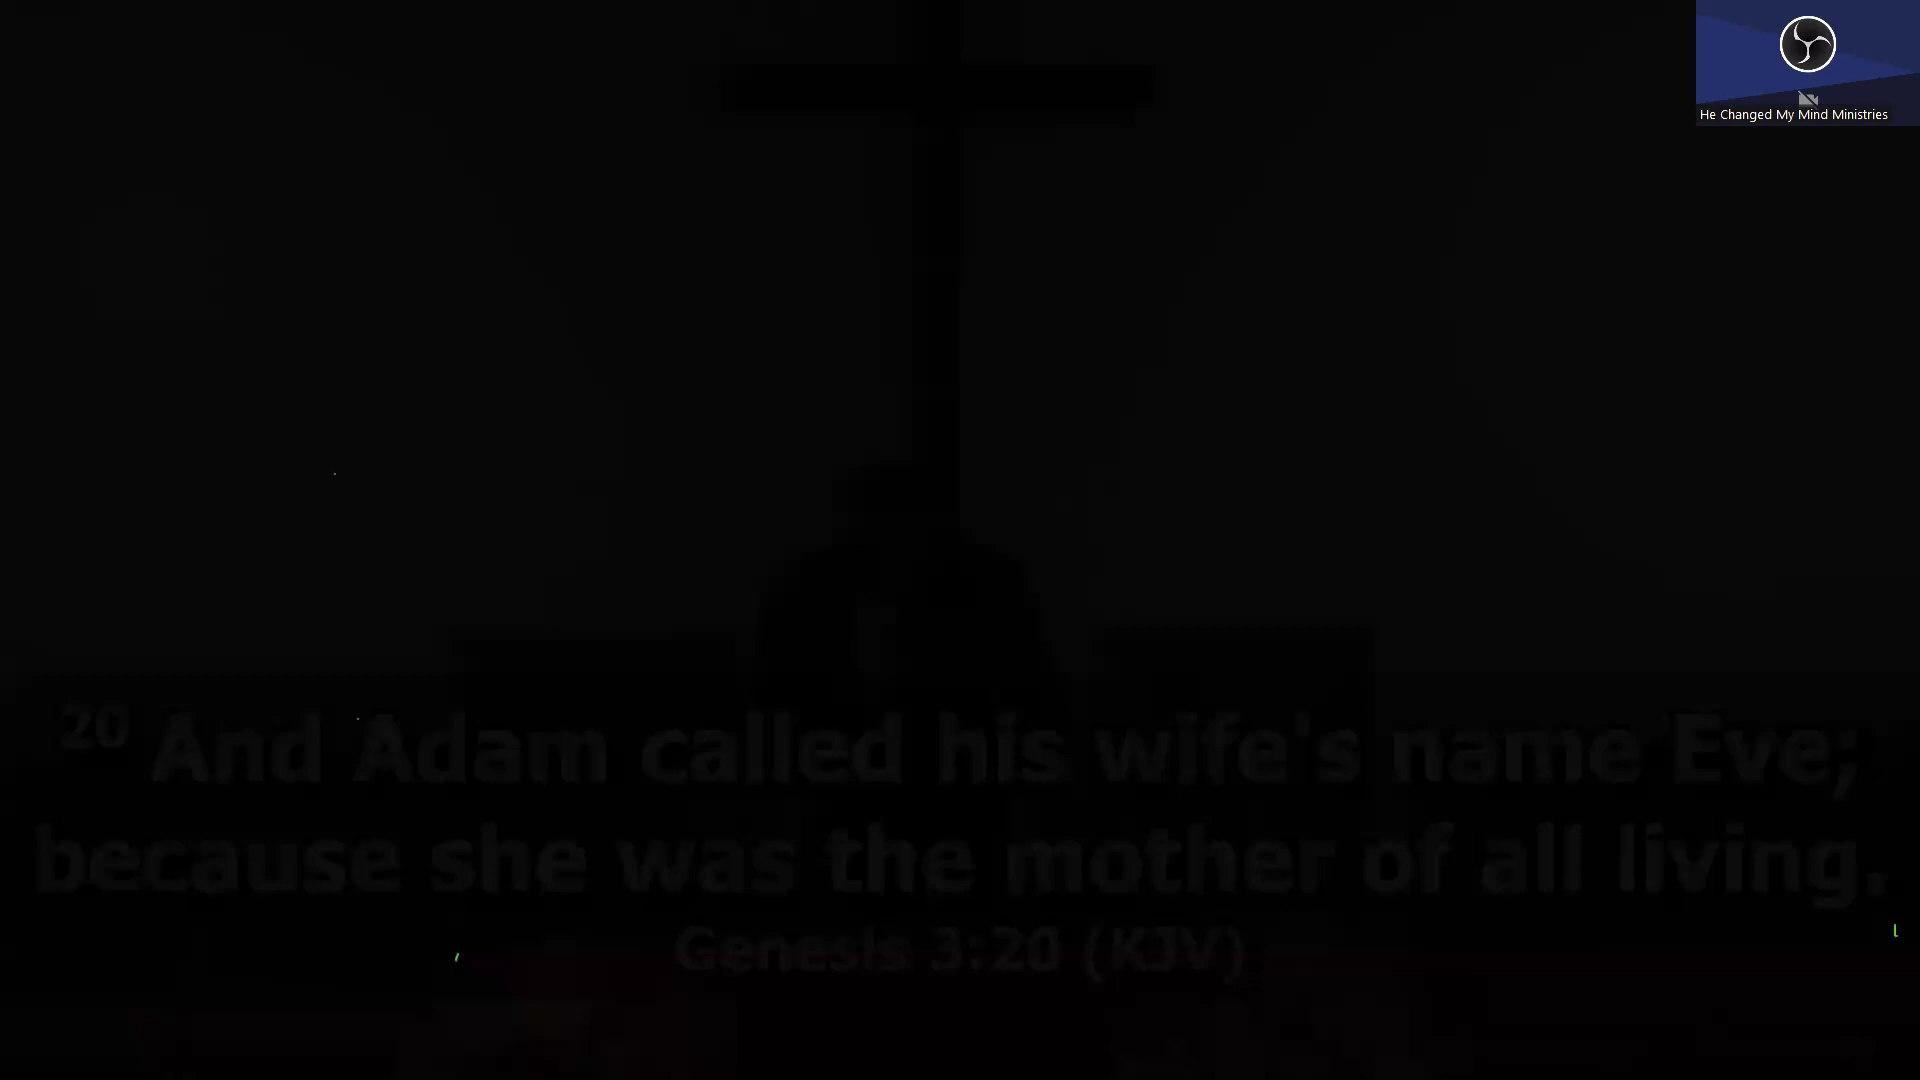 He Changed My Mind Ministries
20 And Adam called his wife's name Eve;
because she was the mother of all living.
Genesis 3:20 (KJV)